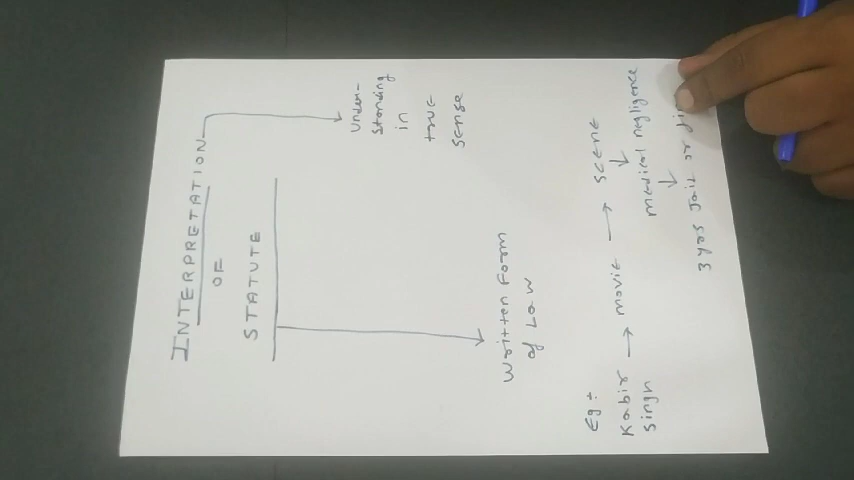 INTERPRETATION
OF
STATUTE
Under-
standing
in
true
sense
Written Form
of Law
Eg:-
Kabir → movie → scene
Singh
medical negligence
3 yrs Jail or